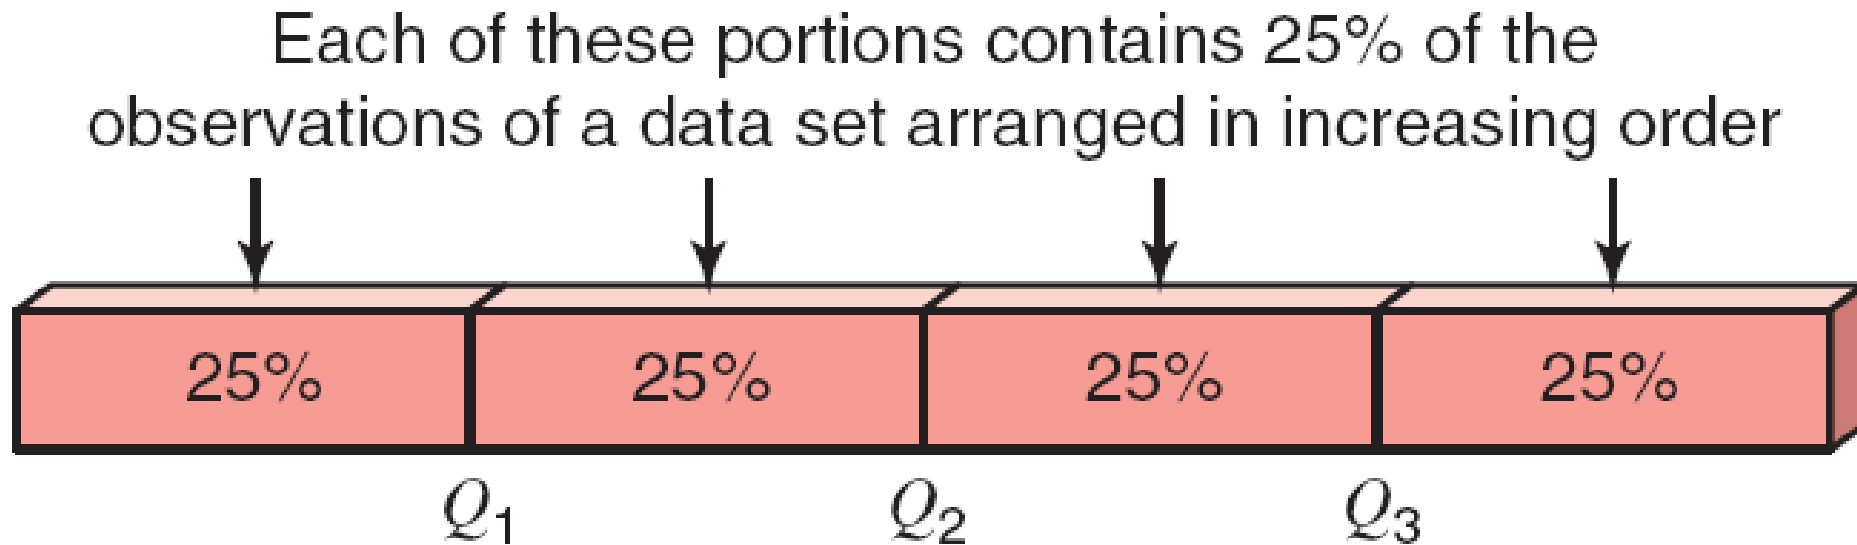 Each of these portions contains 25% of the
observations of a data set arranged in increasing order
25% 25% 25% 25%
Q1 Q2 Q3